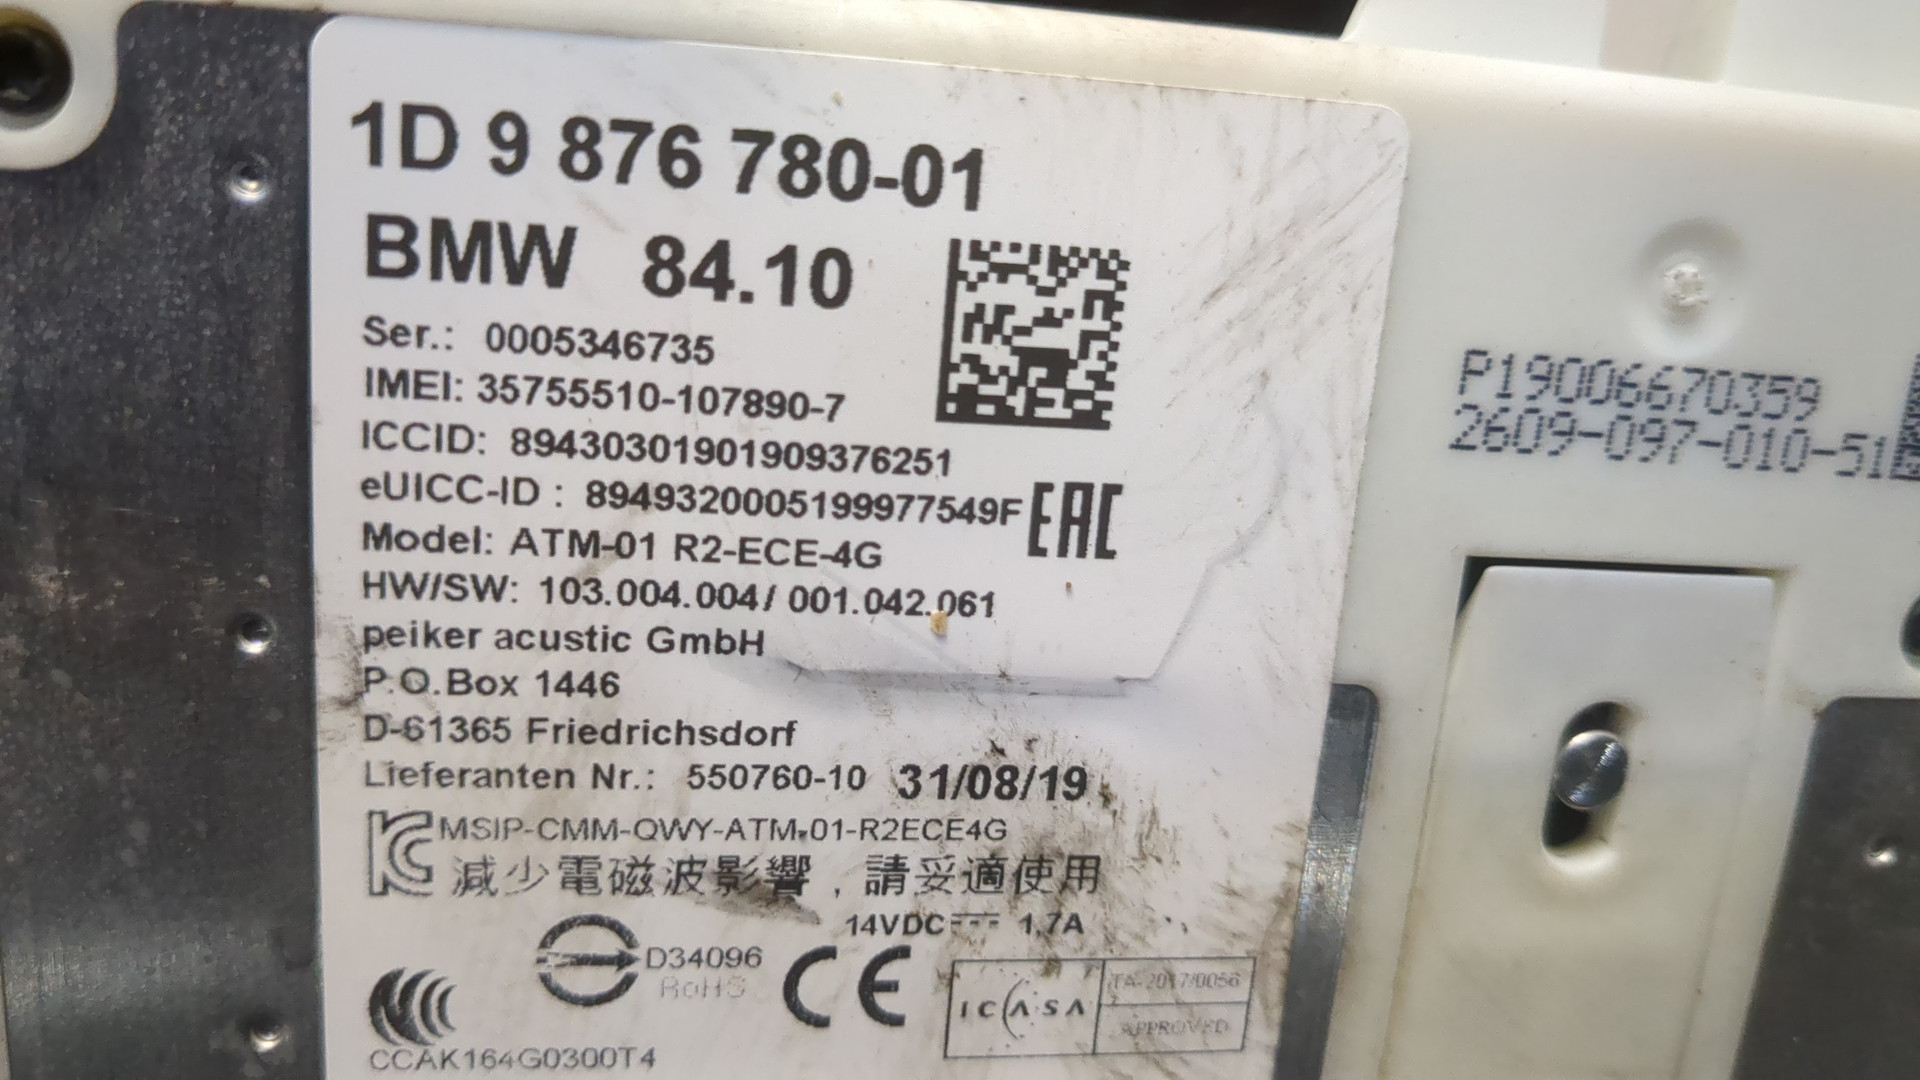 1D 9 876 780-01
BMW 84.10
Ser.: 0005346735
IMEI: 35755510-107890-7
ICCID: 89430301901909376251
eUICC-ID : 8949320005199977549F
EAC
Model: ATM-01 R2-ECE-4G
HW/SW: 103.004.004/ 001.042.061
peiker acustic GmbH
P.O.Box 1446
D-61365 Friedrichsdorf
Lieferanten Nr.: 550760-10 31/08/19
MSIP-CMM-QWY-ATM-01-R2ECE4G
減少電磁波影響，請妥適使用
14VDC 1.7A
D34096
RoHS
CE
ICASA
TA-2017/0056
APPROVED
CCAK164G0300T4
P19006670359
2609-097-010-51